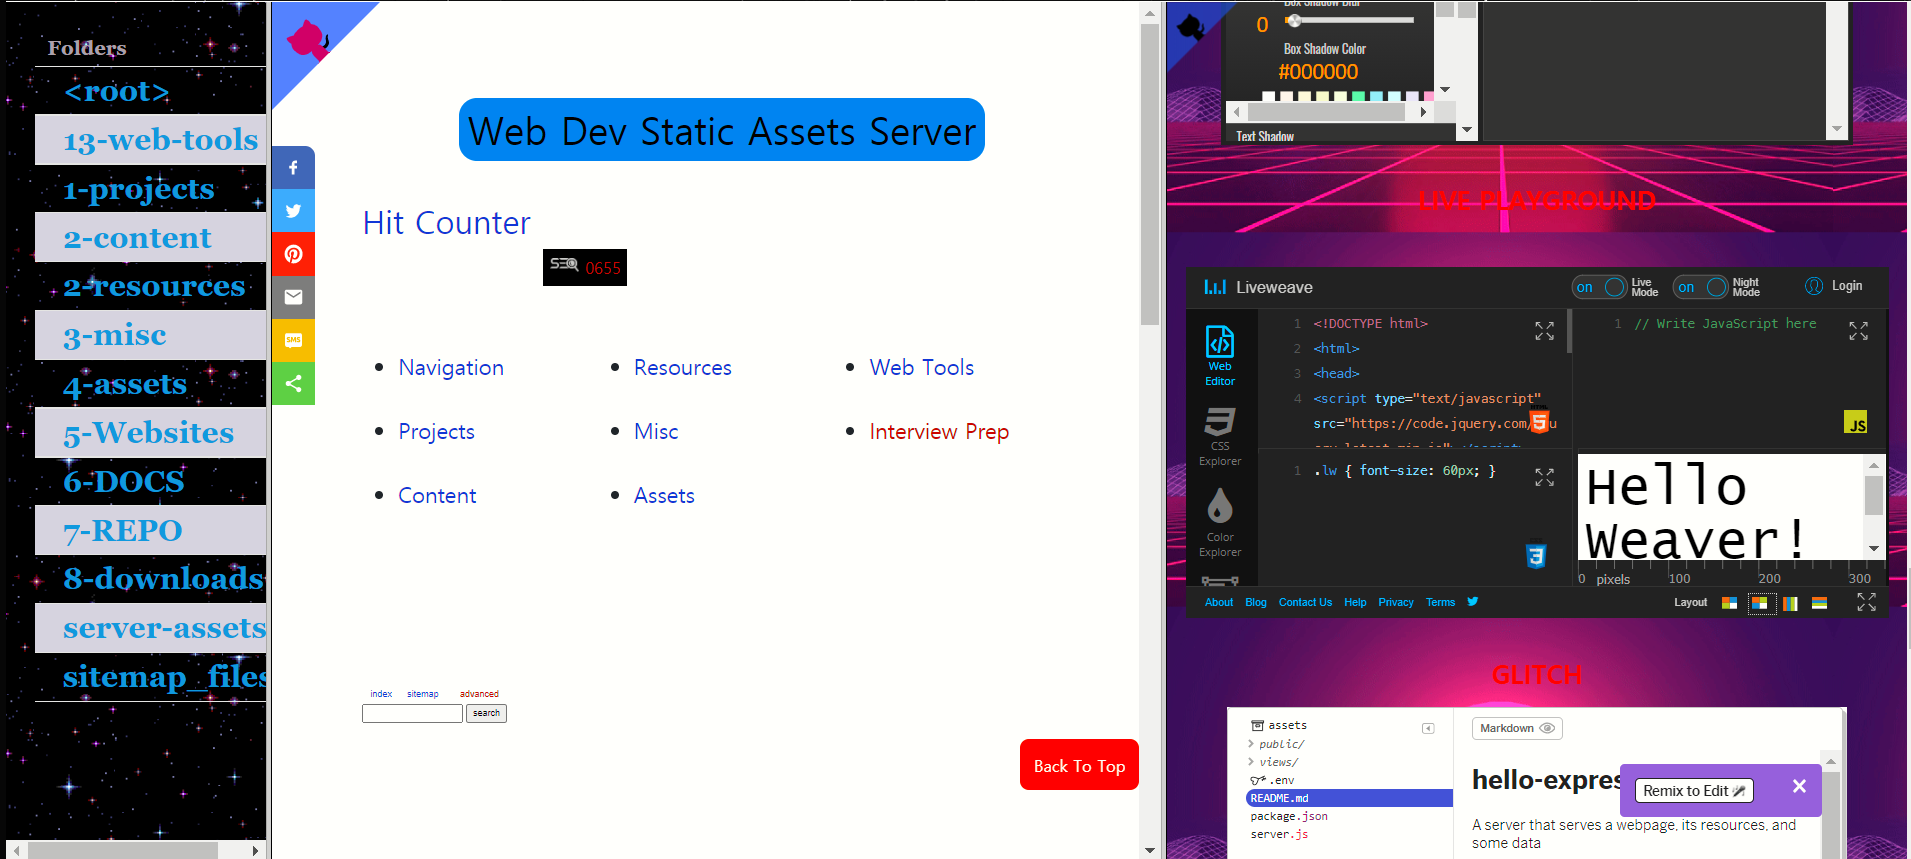 Folders
<root>
13-web-tools
1-projects
2-content
2-resources
3-misc
4-assets
5-Websites
6-DOCS
7-REPO
8-downloads
server-assets
sitemap_files
Web Dev Static Assets Server
Hit Counter
SEO 0655
SMS
Navigation
Resources
Web Tools
Projects
Misc
Interview Prep
Content
Assets
index sitemap advanced
search
Back To Top
Box Shadow Blur
0
Box Shadow Color
#000000
Text Shadow
LIVE PLAYGROUND
Liveweave
on Live Mode
on Night Mode
Login
Web Editor
CSS Explorer
Color Explorer
1 <!DOCTYPE html>
2 <html>
3 <head>
4 <script type="text/javascript"
src="https://code.jquery.com/
1 // Write JavaScript here
JS
1 .lw { font-size: 60px; }
Hello
Weaver!
0 pixels 100 200 300
About Blog Contact Us Help Privacy Terms
Layout
GLITCH
assets
public/
views/
.env
README.md
package.json
server.js
Markdown
hello-expres
Remix to Edit
A server that serves a webpage, its resources, and
some data